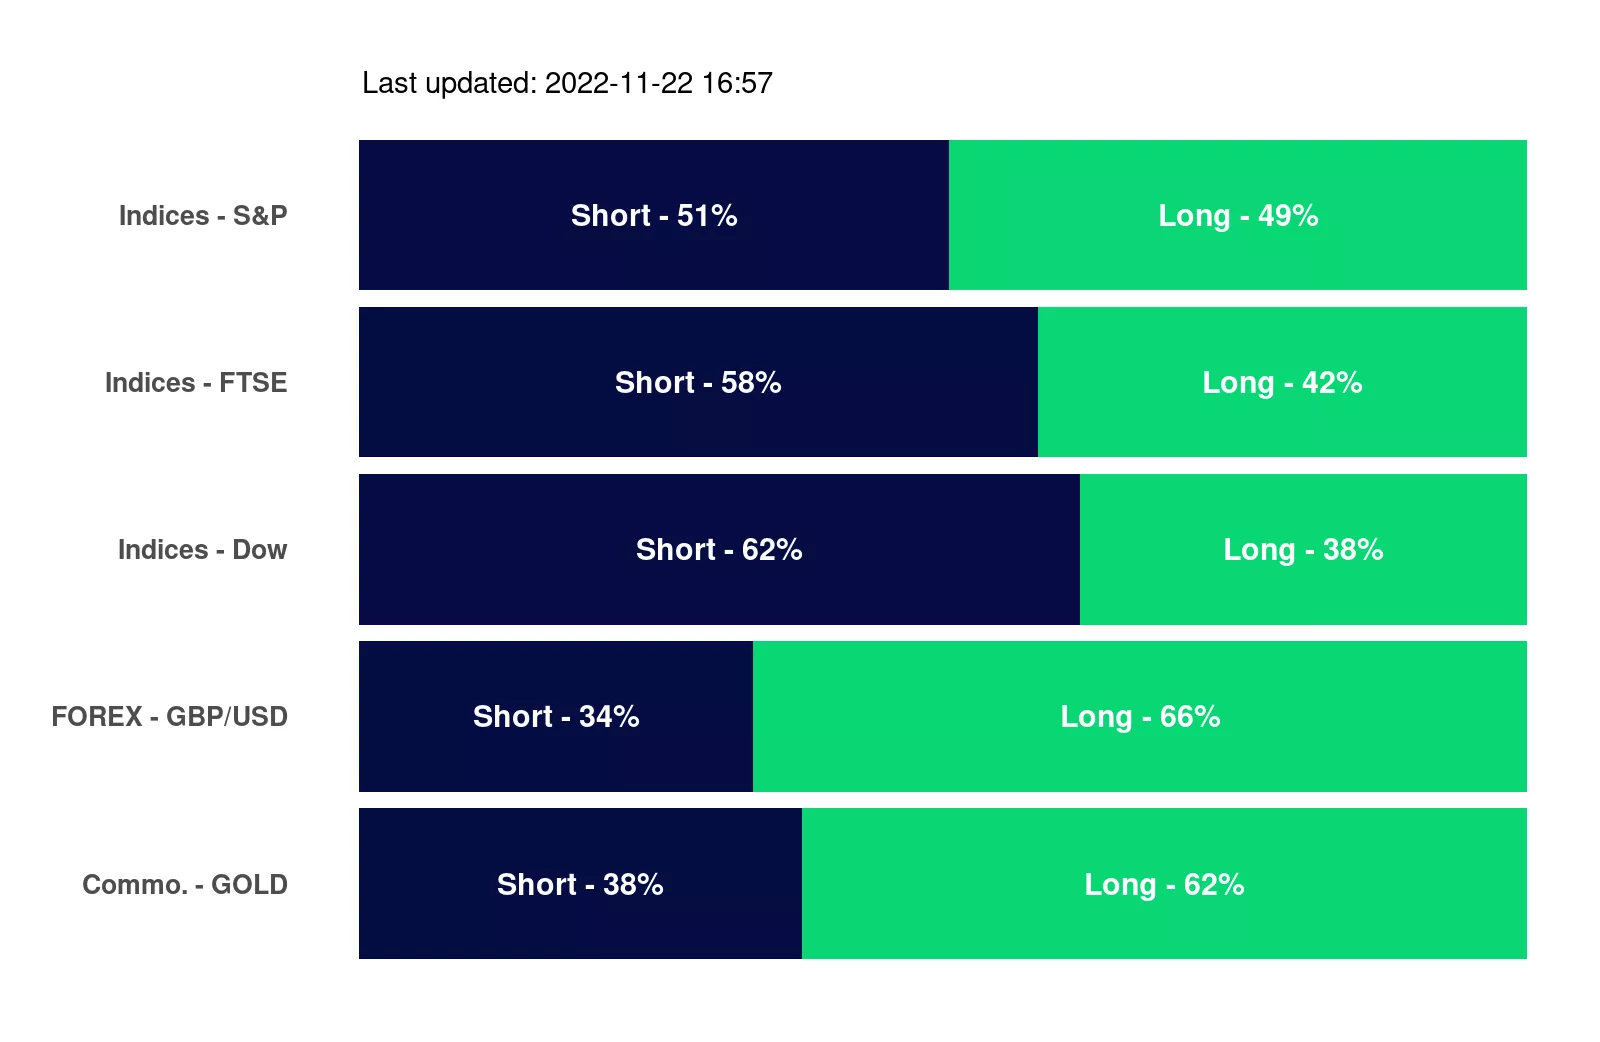 Last updated: 2022-11-22 16:57
Indices - S&P Short - 51% Long - 49%
Indices - FTSE Short - 58% Long - 42%
Indices - Dow Short - 62% Long - 38%
FOREX - GBP/USD Short - 34% Long - 66%
Commo. - GOLD Short - 38% Long - 62%